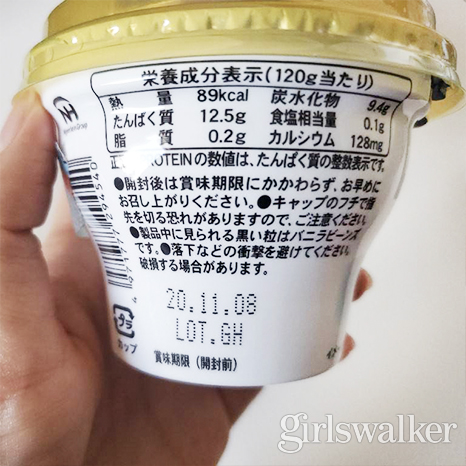 栄養成分表示(120g当たり)
熱量 89kcal 炭水化物 9.4g
たんぱく質 12.5g 食塩相当量 0.1g
脂質 0.2g カルシウム 128mg
PROTEINの数値は、たんぱく質の整数表示です。
●開封後は賞味期限にかかわらず、お早めに
お召し上がりください。●キャップのフチで指
先を切る恐れがありますので、ご注意ください。
●製品中に見られる黒い粒はバニラビーンズ
です。●落下などの衝撃を避けてください。
破損する場合があります。
20.11.08
LOT.GH
プラ
カップ
賞味期限(開封前)
girlswalker